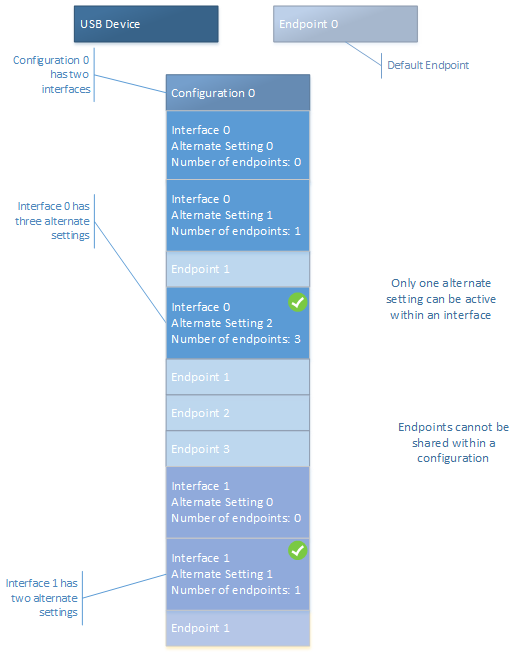 USB Device
Endpoint 0
Configuration 0
has two
interfaces
Default Endpoint
Configuration 0
Interface 0
Alternate Setting 0
Number of endpoints: 0
Interface 0
Alternate Setting 1
Number of endpoints: 1
Interface 0 has
three alternate
settings
Endpoint 1
Only one alternate
setting can be active
within an interface
Interface 0
Alternate Setting 2
Number of endpoints: 3
Endpoint 1
Endpoint 2
Endpoint 3
Endpoints cannot be
shared within a
configuration
Interface 1
Alternate Setting 0
Number of endpoints: 0
Interface 1
Alternate Setting 1
Number of endpoints: 1
Interface 1 has
two alternate
settings
Endpoint 1